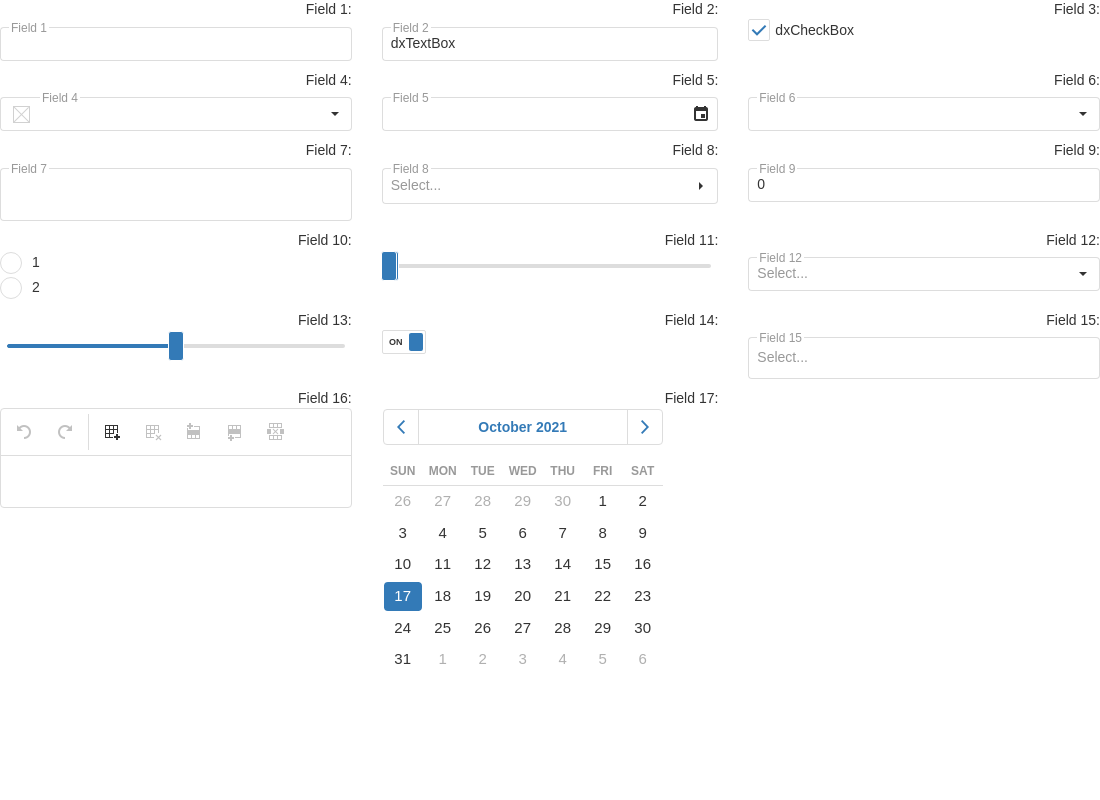 Field 1:
Field 1
Field 2:
Field 2
dxTextBox
Field 3:
dxCheckBox
Field 4:
Field 4
Field 5:
Field 5
Field 6:
Field 6
Field 7:
Field 7
Field 8:
Field 8
Select...
Field 9:
Field 9
0
Field 10:
1
2
Field 11:
Field 12:
Field 12
Select...
Field 13:
Field 14:
ON
Field 15:
Field 15
Select...
Field 16:
Field 17:
October 2021
SUN MON TUE WED THU FRI SAT
26 27 28 29 30 1 2
3 4 5 6 7 8 9
10 11 12 13 14 15 16
17 18 19 20 21 22 23
24 25 26 27 28 29 30
31 1 2 3 4 5 6